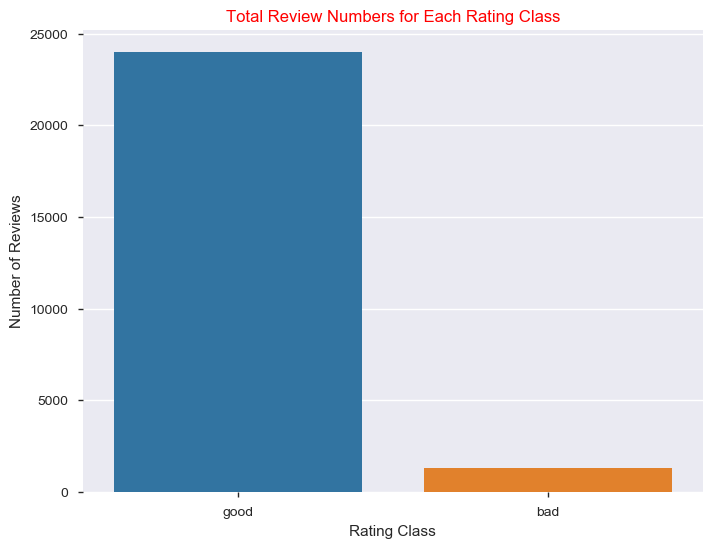 Total Review Numbers for Each Rating Class
Number of Reviews
25000
20000
15000
10000
5000
0
good bad
Rating Class